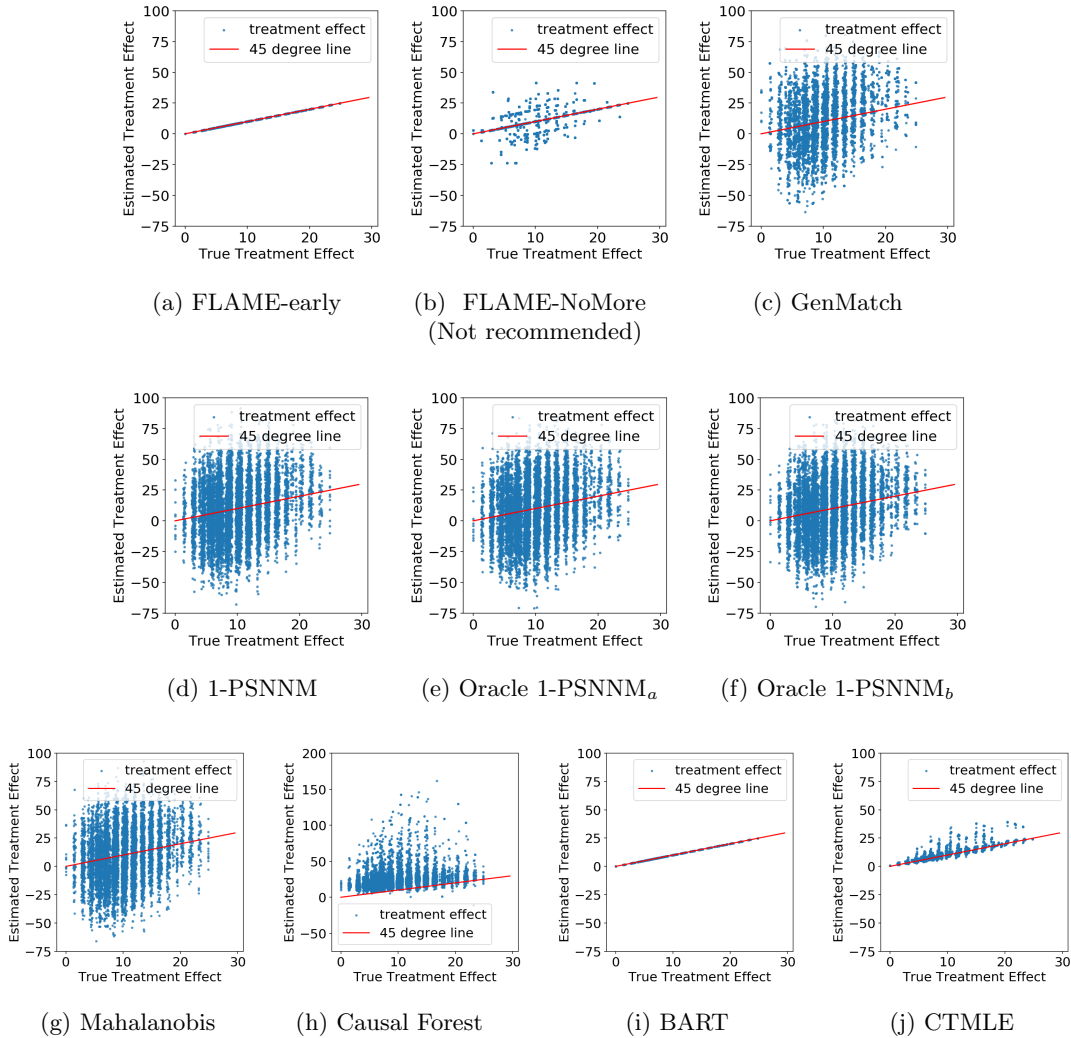 100
75
50
25
0
−25
−50
−75
Estimated Treatment Effect
treatment effect
45 degree line
0 10 20 30
True Treatment Effect
(a) FLAME-early
100
75
50
25
0
−25
−50
−75
Estimated Treatment Effect
treatment effect
45 degree line
0 10 20 30
True Treatment Effect
(b) FLAME-NoMore
(Not recommended)
100
75
50
25
0
−25
−50
−75
Estimated Treatment Effect
treatment effect
45 degree line
0 10 20 30
True Treatment Effect
(c) GenMatch
100
75
50
25
0
−25
−50
−75
Estimated Treatment Effect
treatment effect
45 degree line
0 10 20 30
True Treatment Effect
(d) 1-PSNNM
100
75
50
25
0
−25
−50
−75
Estimated Treatment Effect
treatment effect
45 degree line
0 10 20 30
True Treatment Effect
(e) Oracle 1-PSNNMa
100
75
50
25
0
−25
−50
−75
Estimated Treatment Effect
treatment effect
45 degree line
0 10 20 30
True Treatment Effect
(f) Oracle 1-PSNNMb
100
75
50
25
0
−25
−50
−75
Estimated Treatment Effect
treatment effect
45 degree line
0 10 20 30
True Treatment Effect
(g) Mahalanobis
200
150
100
50
0
−50
Estimated Treatment Effect
treatment effect
45 degree line
0 10 20 30
True Treatment Effect
(h) Causal Forest
100
75
50
25
0
−25
−50
−75
Estimated Treatment Effect
treatment effect
45 degree line
0 10 20 30
True Treatment Effect
(i) BART
100
75
50
25
0
−25
−50
−75
Estimated Treatment Effect
treatment effect
45 degree line
0 10 20 30
True Treatment Effect
(j) CTMLE